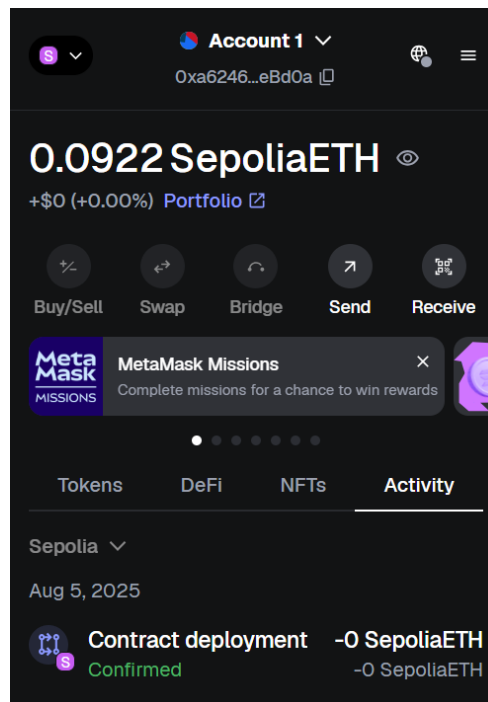 S
Account 1
0xa6246...eBd0a
0.0922 SepoliaETH
+$0 (+0.00%) Portfolio
Buy/Sell Swap Bridge Send Receive
Meta
Mask
MISSIONS
MetaMask Missions
Complete missions for a chance to win rewards
Tokens DeFi NFTs Activity
Sepolia
Aug 5, 2025
Contract deployment -0 SepoliaETH
S
Confirmed -0 SepoliaETH